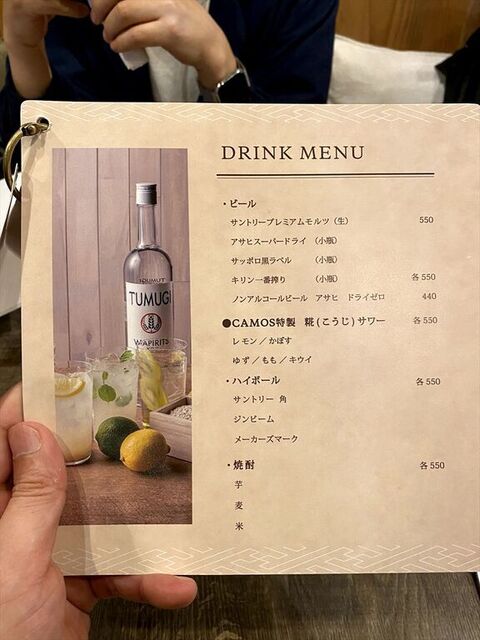 DRINK MENU
・ビール
サントリープレミアムモルツ（生） 550
アサヒスーパードライ （小瓶）
サッポロ黒ラベル （小瓶）
キリン一番搾り （小瓶） 各 550
ノンアルコールビール アサヒ ドライゼロ 440
●CAMOS特製 糀(こうじ)サワー 各 550
レモン／かぼす
ゆず／もも／キウイ
・ハイボール 各 550
サントリー 角
ジンビーム
メーカーズマーク
・焼酎 各 550
芋
麦
米
TUMUGI
WAPIRITS